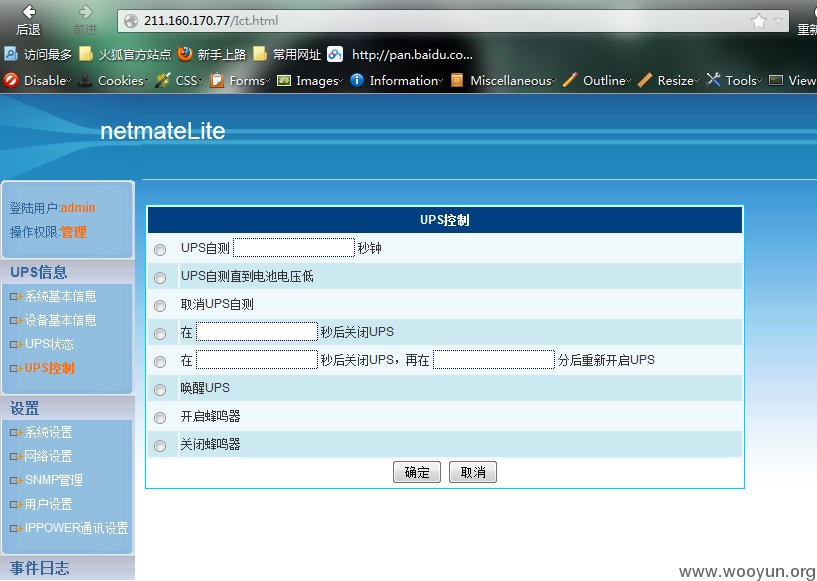 后退
前进
211.160.170.77/Ict.html
重新
访问最多 火狐官方站点 新手上路 常用网址 http://pan.baidu.co...
Disable Cookies CSS Forms Images Information Miscellaneous Outline Resize Tools View
netmateLite
登陆用户:admin
操作权限:管理
UPS信息
系统基本信息
设备基本信息
UPS状态
UPS控制
设置
系统设置
网络设置
SNMP管理
用户设置
IPPOWER通讯设置
事件日志
UPS控制
UPS自测 秒钟
UPS自测直到电池电压低
取消UPS自测
在 秒后关闭UPS
在 秒后关闭UPS，再在 分后重新开启UPS
唤醒UPS
开启蜂鸣器
关闭蜂鸣器
确定 取消
www.wooyun.org